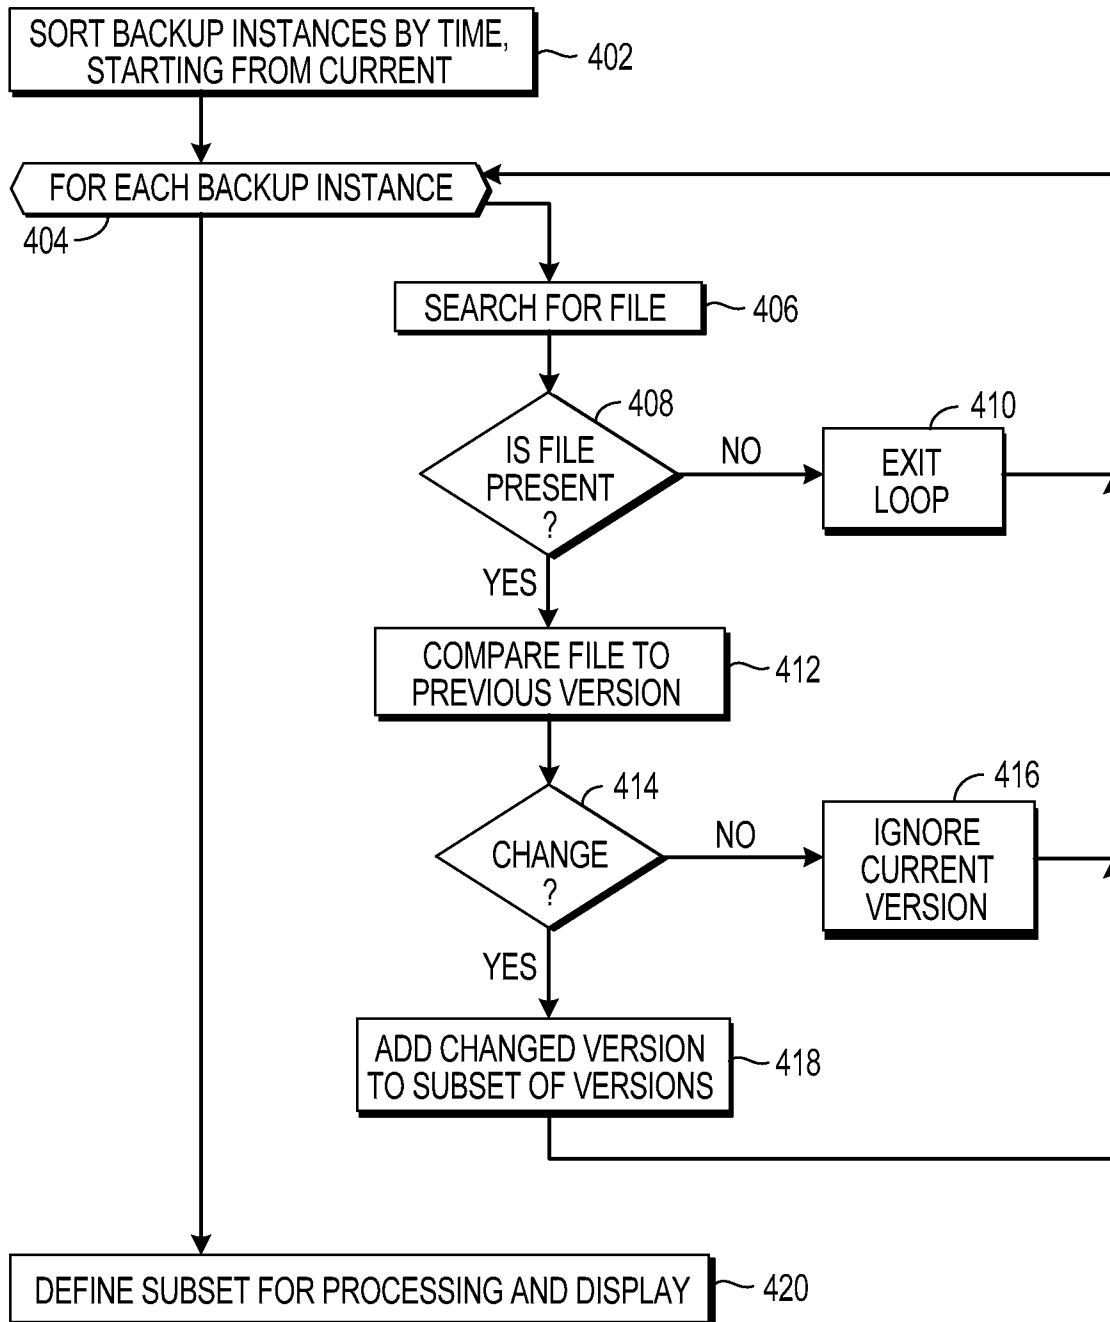 SORT BACKUP INSTANCES BY TIME,
STARTING FROM CURRENT
402
FOR EACH BACKUP INSTANCE
404
SEARCH FOR FILE
406
408
IS FILE
PRESENT
?
NO
410
EXIT
LOOP
YES
COMPARE FILE TO
PREVIOUS VERSION
412
414
CHANGE
?
NO
416
IGNORE
CURRENT
VERSION
YES
ADD CHANGED VERSION
TO SUBSET OF VERSIONS
418
DEFINE SUBSET FOR PROCESSING AND DISPLAY
420